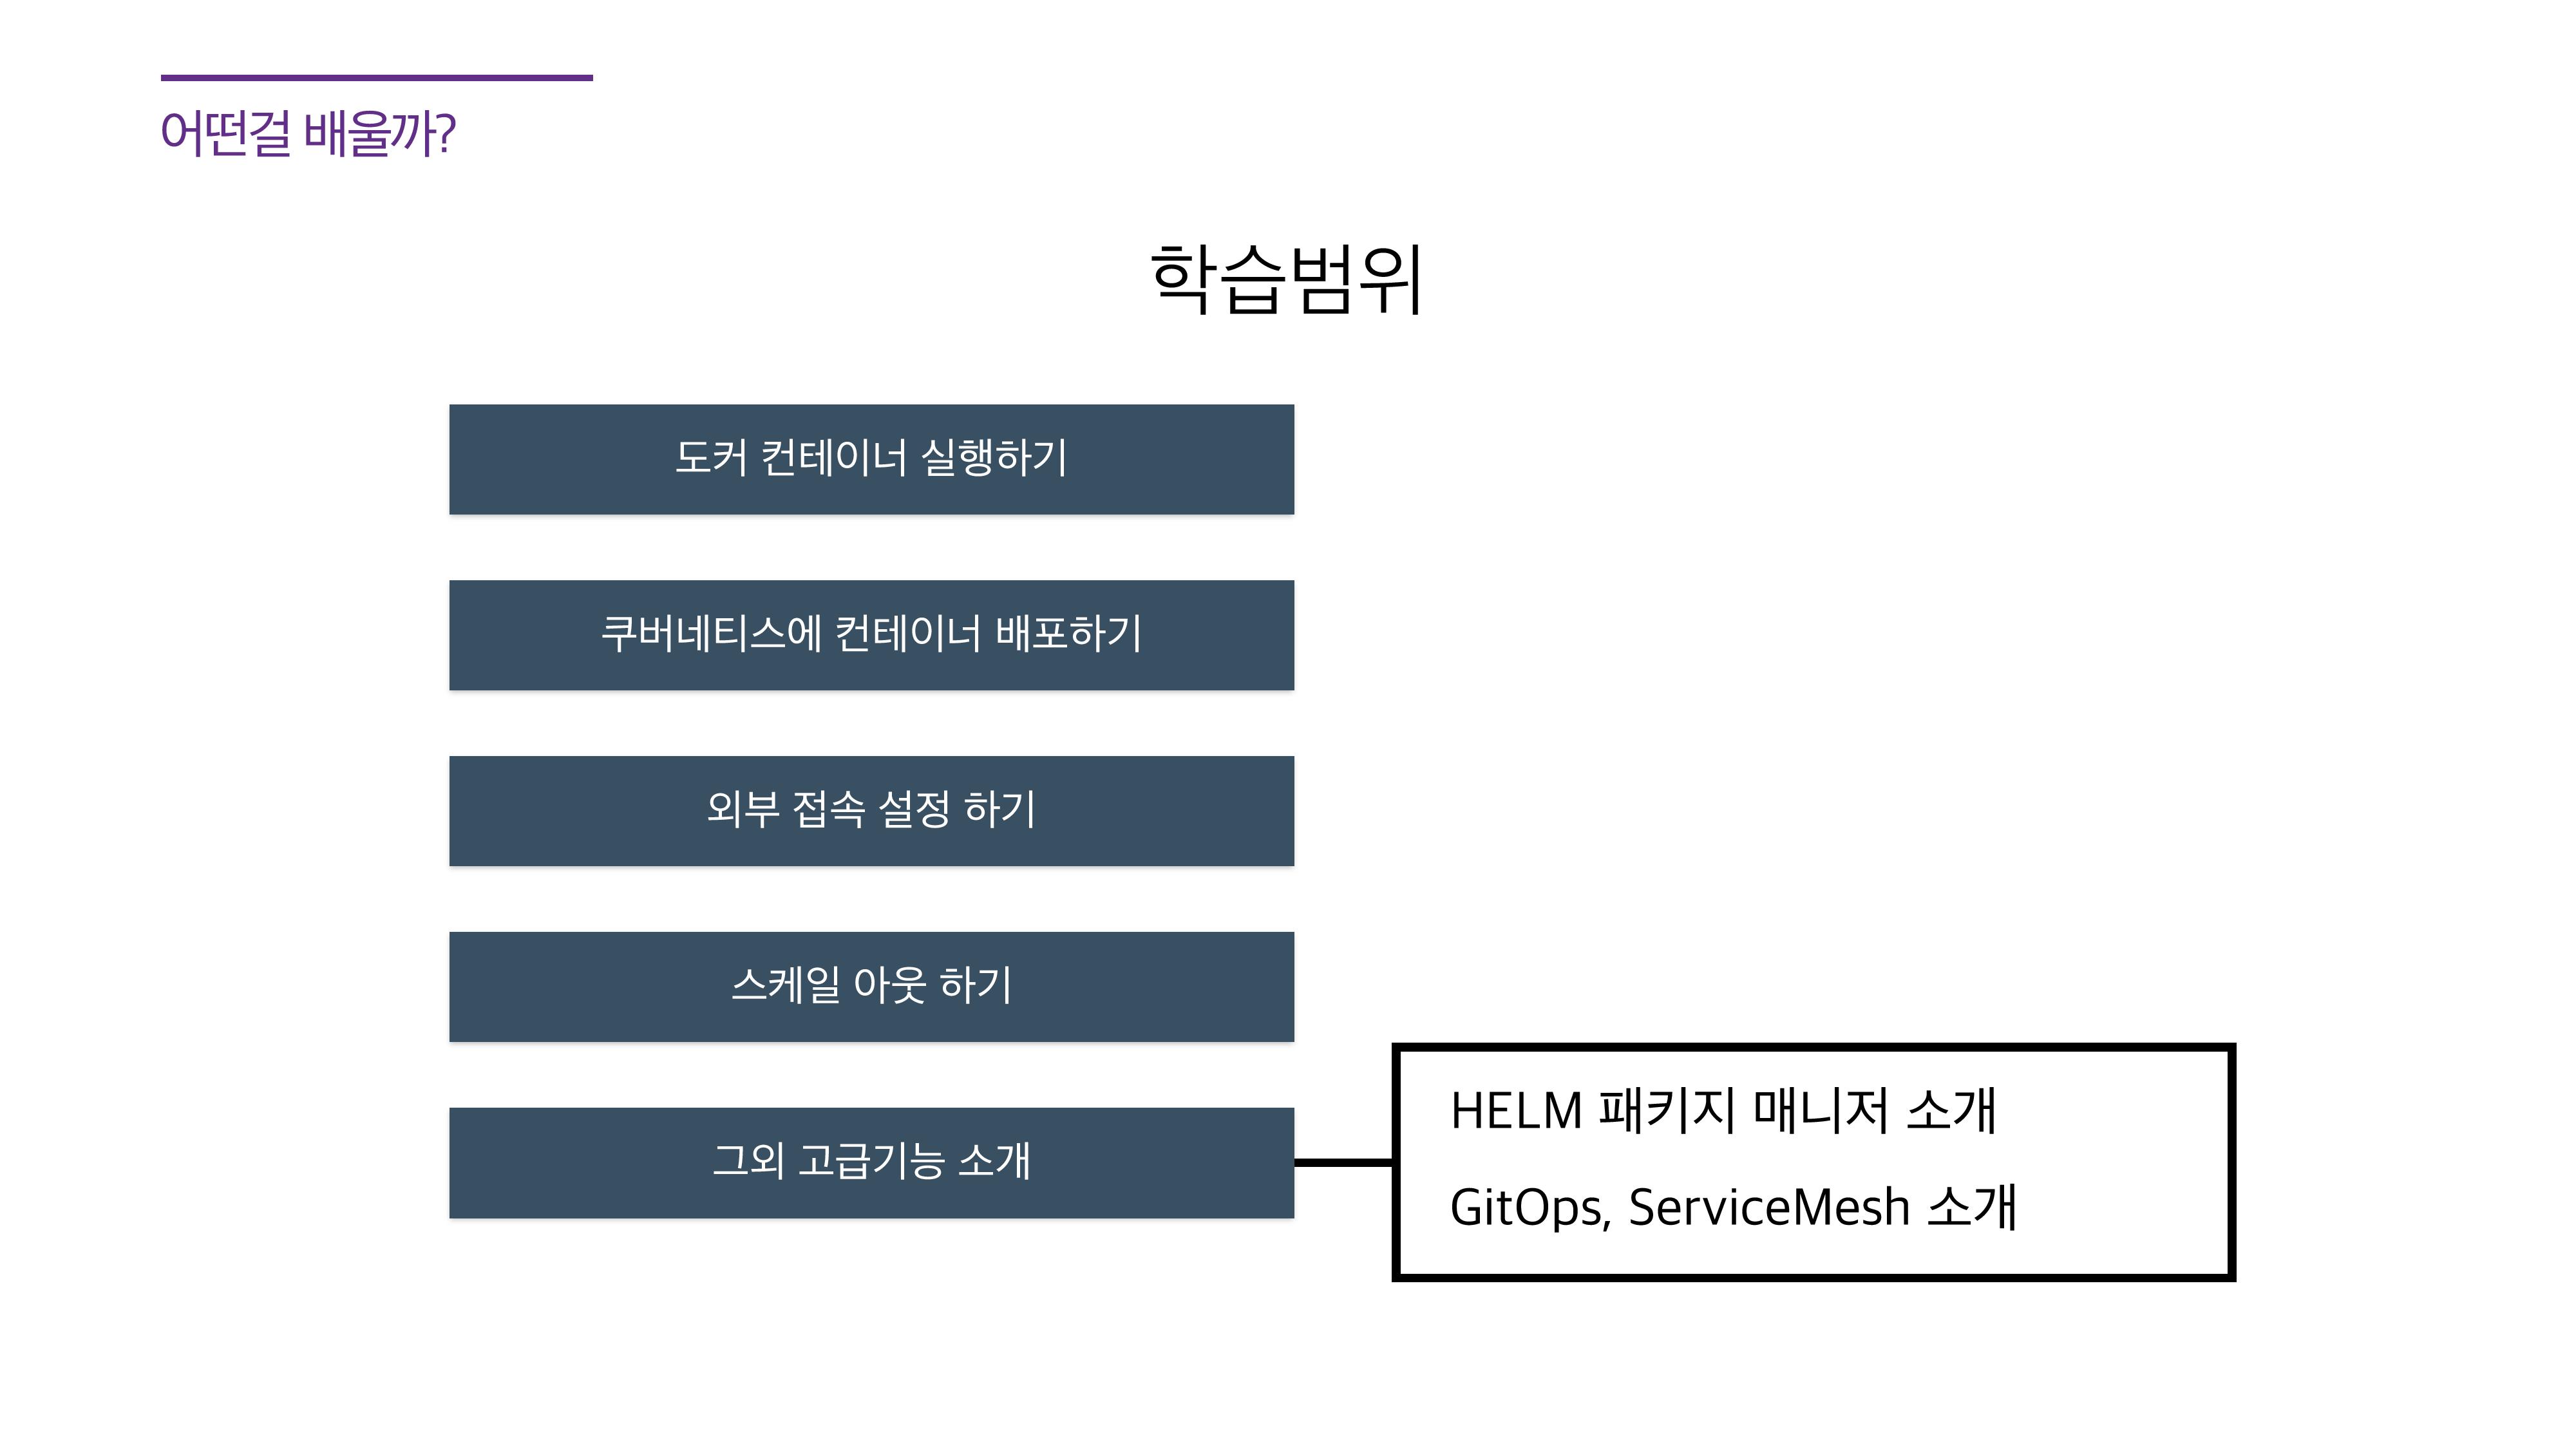 어떤걸 배울까?
학습범위
도커 컨테이너 실행하기
쿠버네티스에 컨테이너 배포하기
외부 접속 설정 하기
스케일 아웃 하기
그외 고급기능 소개
HELM 패키지 매니저 소개
GitOps, ServiceMesh 소개